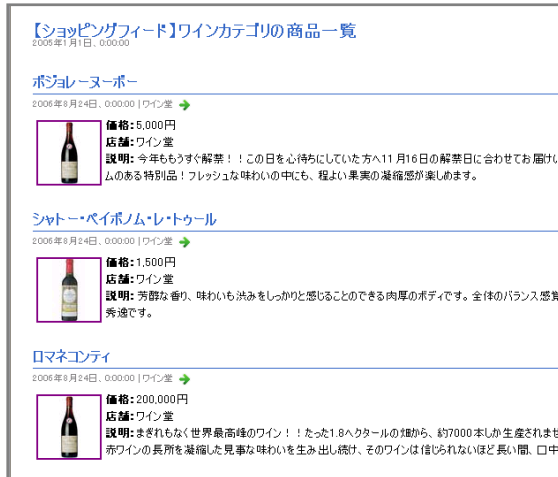 【ショッピングフィード】ワインカテゴリの商品一覧
2005年1月1日、0:00:00
ボジョレーヌーボー
2006年8月24日、0:00:00 | ワイン堂
価格:5,000円
店舗:ワイン堂
説明: 今年ももうすぐ解禁！！この日を心待ちにしていた方へ11月16日の解禁日に合わせてお届けし
ムのある特別品！フレッシュな味わいの中にも、程よい果実の凝縮感が楽しめます。
シャトー・ペイボノム・レ・トゥール
2006年8月24日、0:00:00 | ワイン堂
価格:1,500円
店舗:ワイン堂
説明: 芳醇な香り、味わいも渋みをしっかりと感じることのできる肉厚のボディです。全体のバランス感覚
秀逸です。
ロマネコンティ
2006年8月24日、0:00:00 | ワイン堂
価格:200,000円
店舗:ワイン堂
説明:まぎれもなく世界最高峰のワイン！！たった1.8ヘクタールの畑から、約7000本しか生産されませ
赤ワインの長所を凝縮した見事な味わいを生み出し続け、そのワインは信じられないほど長い間、口中